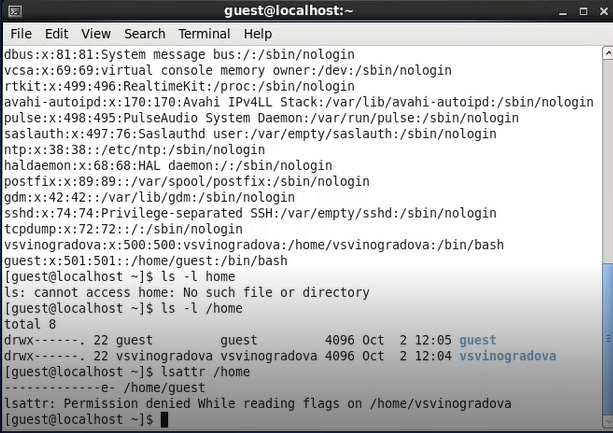 guest@localhost:~
File Edit View Search Terminal Help
dbus:x:81:81:System message bus:/:/sbin/nologin
vcsa:x:69:69:virtual console memory owner:/dev:/sbin/nologin
rtkit:x:499:496:RealtimeKit:/proc:/sbin/nologin
avahi-autoipd:x:170:170:Avahi IPv4LL Stack:/var/lib/avahi-autoipd:/sbin/nologin
pulse:x:498:495:PulseAudio System Daemon:/var/run/pulse:/sbin/nologin
saslauth:x:497:76:Saslauthd user:/var/empty/saslauth:/sbin/nologin
ntp:x:38:38::/etc/ntp:/sbin/nologin
haldaemon:x:68:68:HAL daemon:/:/sbin/nologin
postfix:x:89:89::/var/spool/postfix:/sbin/nologin
gdm:x:42:42::/var/lib/gdm:/sbin/nologin
sshd:x:74:74:Privilege-separated SSH:/var/empty/sshd:/sbin/nologin
tcpdump:x:72:72::/:/sbin/nologin
vsvinogradova:x:500:500:vsvinogradova:/home/vsvinogradova:/bin/bash
guest:x:501:501::/home/guest:/bin/bash
[guest@localhost ~]$ ls -l home
ls: cannot access home: No such file or directory
[guest@localhost ~]$ ls -l /home
total 8
drwx------. 22 guest         guest         4096 Oct  2 12:05 guest
drwx------. 22 vsvinogradova vsvinogradova 4096 Oct  2 12:04 vsvinogradova
[guest@localhost ~]$ lsattr /home
-------------e- /home/guest
lsattr: Permission denied While reading flags on /home/vsvinogradova
[guest@localhost ~]$